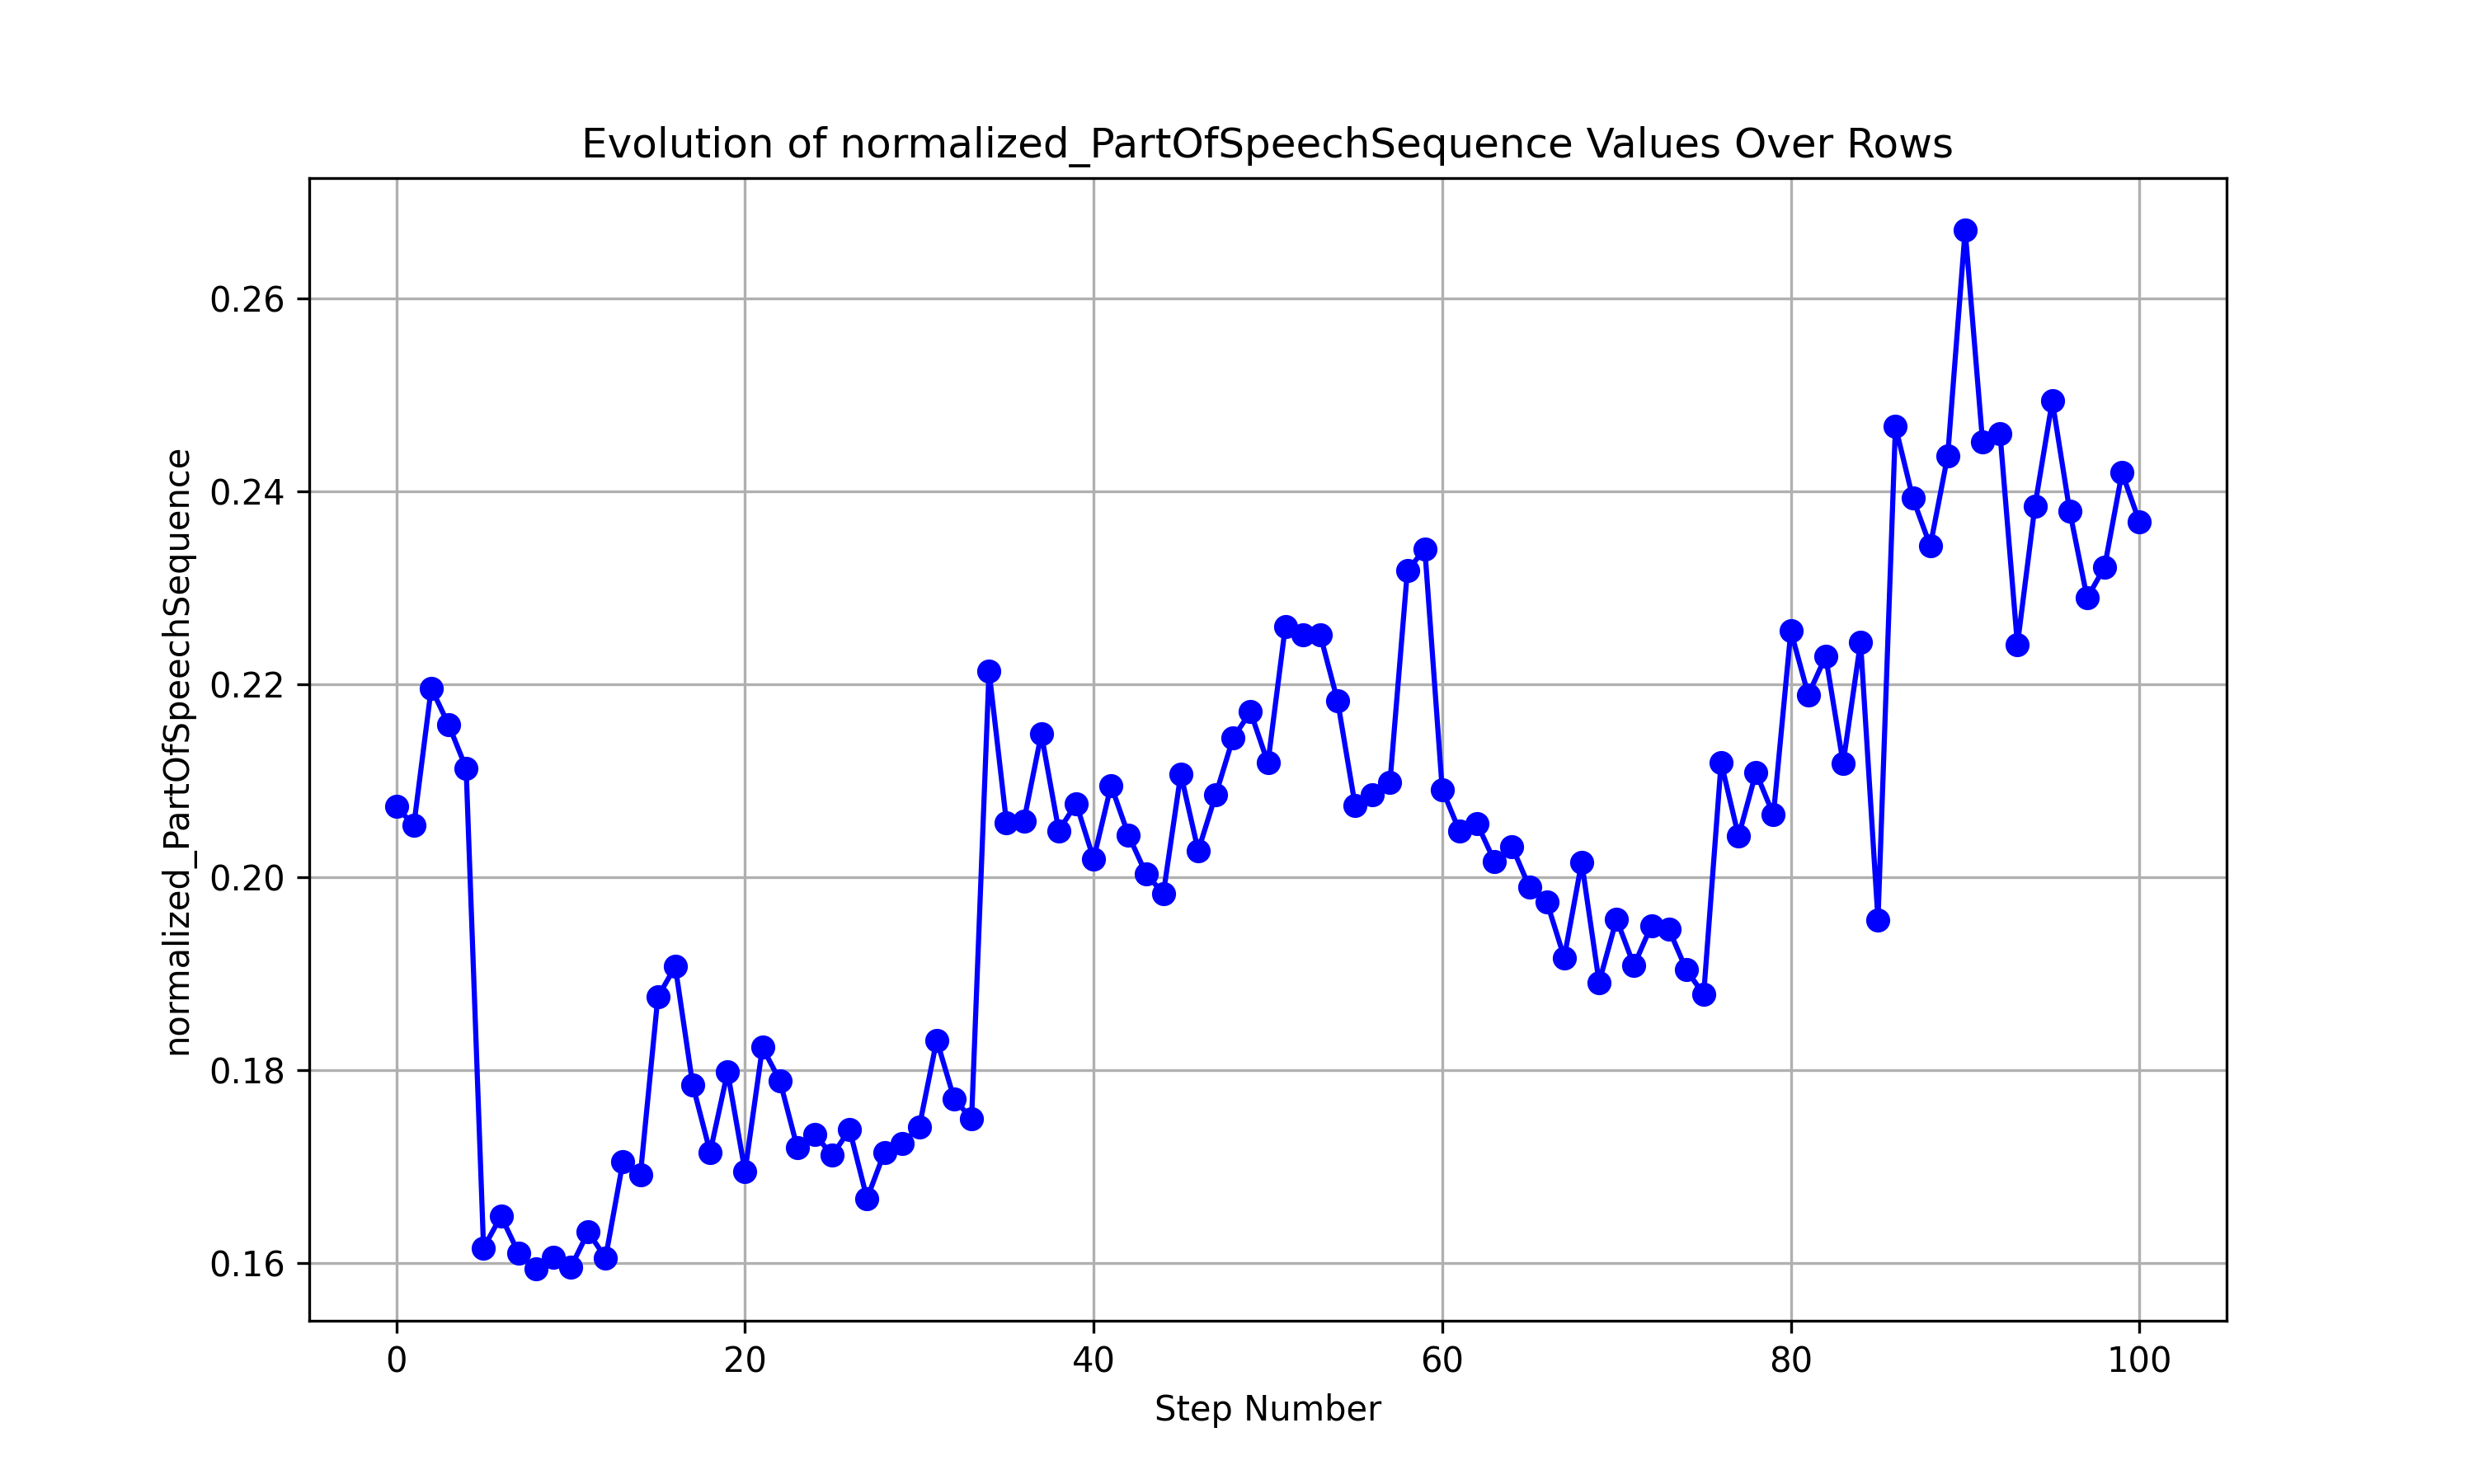 Evolution of normalized_PartOfSpeechSequence Values Over Rows
normalized_PartOfSpeechSequence
0.26
0.24
0.22
0.20
0.18
0.16
0 20 40 60 80 100
Step Number